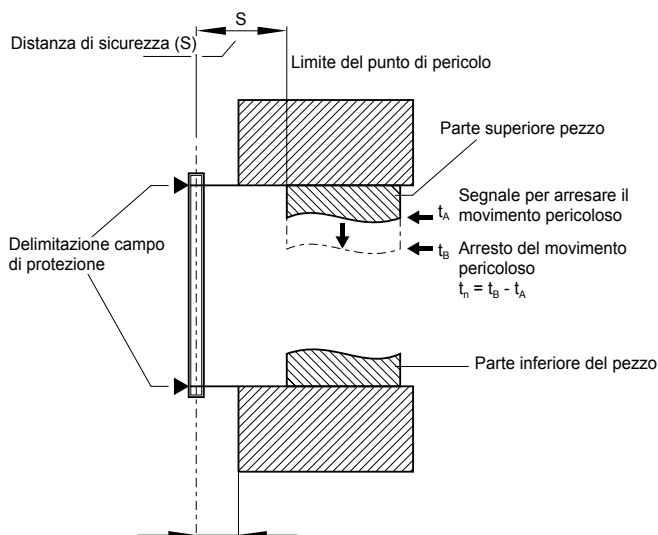 S
Distanza di sicurezza (S)
Limite del punto di pericolo
Parte superiore pezzo
tA Segnale per arresare il
movimento pericoloso
Delimitazione campo
di protezione
tB Arresto del movimento
pericoloso
tn = tB - tA
Parte inferiore del pezzo